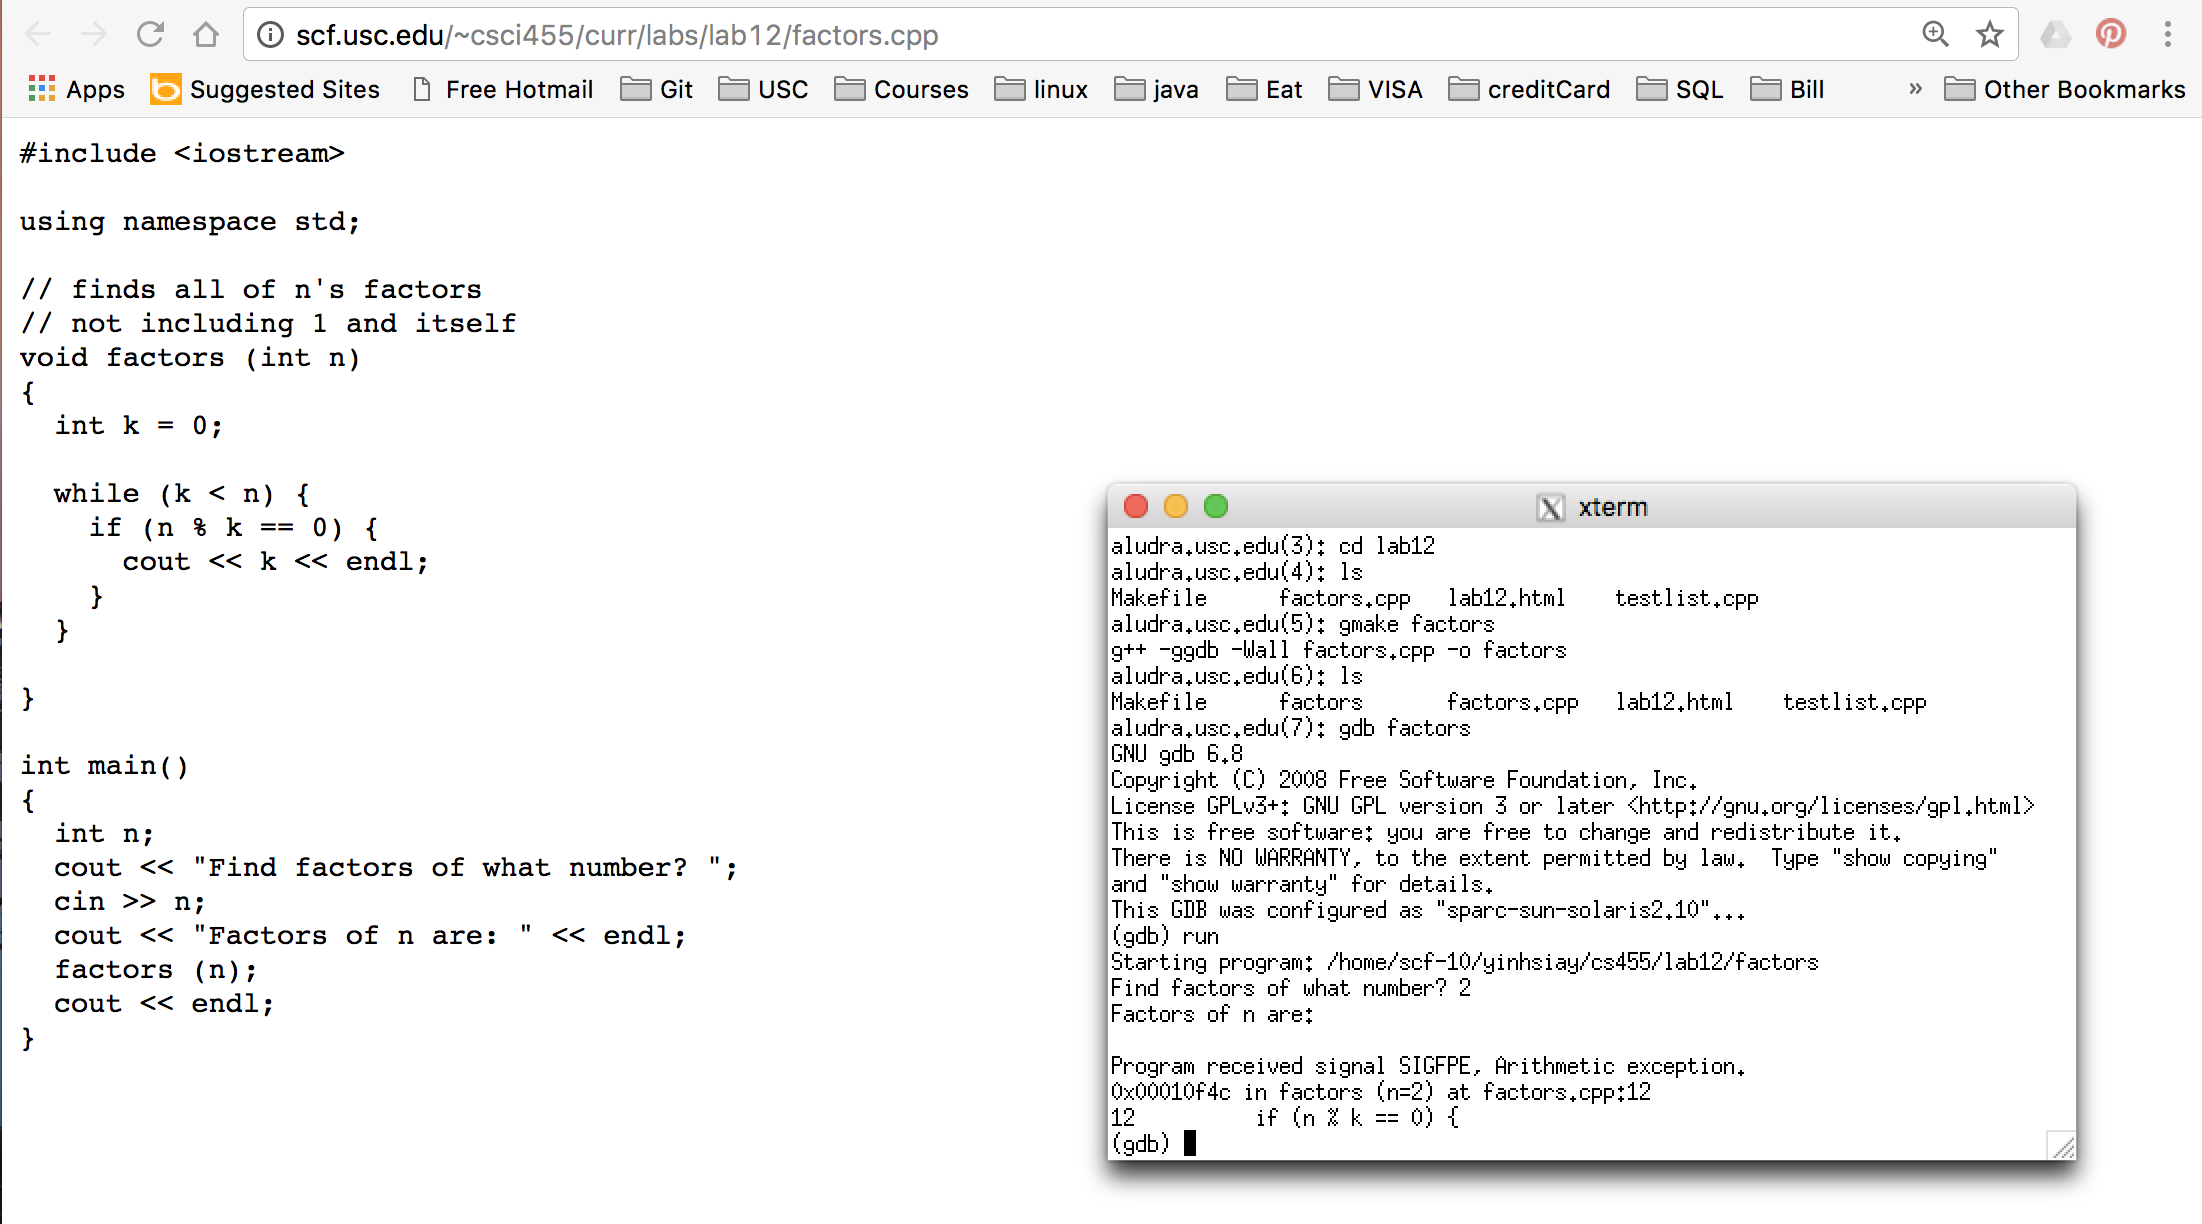 scf.usc.edu/~csci455/curr/labs/lab12/factors.cpp
Apps Suggested Sites Free Hotmail Git USC Courses linux java Eat VISA creditCard SQL Bill » Other Bookmarks
#include <iostream>
using namespace std;
// finds all of n's factors
// not including 1 and itself
void factors (int n)
{
  int k = 0;
  while (k < n) {
    if (n % k == 0) {
      cout << k << endl;
    }
  }
}
int main()
{
  int n;
  cout << "Find factors of what number? ";
  cin >> n;
  cout << "Factors of n are: " << endl;
  factors (n);
  cout << endl;
}
xterm
aludra.usc.edu(3): cd lab12
aludra.usc.edu(4): ls
Makefile      factors.cpp   lab12.html    testlist.cpp
aludra.usc.edu(5): gmake factors
g++ -ggdb -Wall factors.cpp -o factors
aludra.usc.edu(6): ls
Makefile      factors       factors.cpp   lab12.html    testlist.cpp
aludra.usc.edu(7): gdb factors
GNU gdb 6.8
Copyright (C) 2008 Free Software Foundation, Inc.
License GPLv3+: GNU GPL version 3 or later <http://gnu.org/licenses/gpl.html>
This is free software: you are free to change and redistribute it.
There is NO WARRANTY, to the extent permitted by law.  Type "show copying"
and "show warranty" for details.
This GDB was configured as "sparc-sun-solaris2.10"...
(gdb) run
Starting program: /home/scf-10/yinhsiay/cs455/lab12/factors
Find factors of what number? 2
Factors of n are:
Program received signal SIGFPE, Arithmetic exception.
0x00010f4c in factors (n=2) at factors.cpp:12
12          if (n % k == 0) {
(gdb)